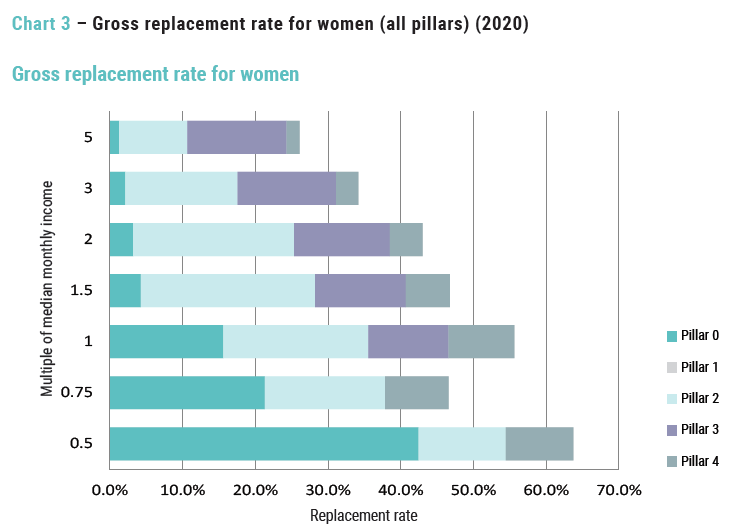 Chart 3 – Gross replacement rate for women (all pillars) (2020)
Gross replacement rate for women
Multiple of median monthly income
5
3
2
1.5
1
0.75
0.5
0.0%
10.0%
20.0%
30.0%
40.0%
50.0%
60.0%
70.0%
Replacement rate
Pillar 0
Pillar 1
Pillar 2
Pillar 3
Pillar 4